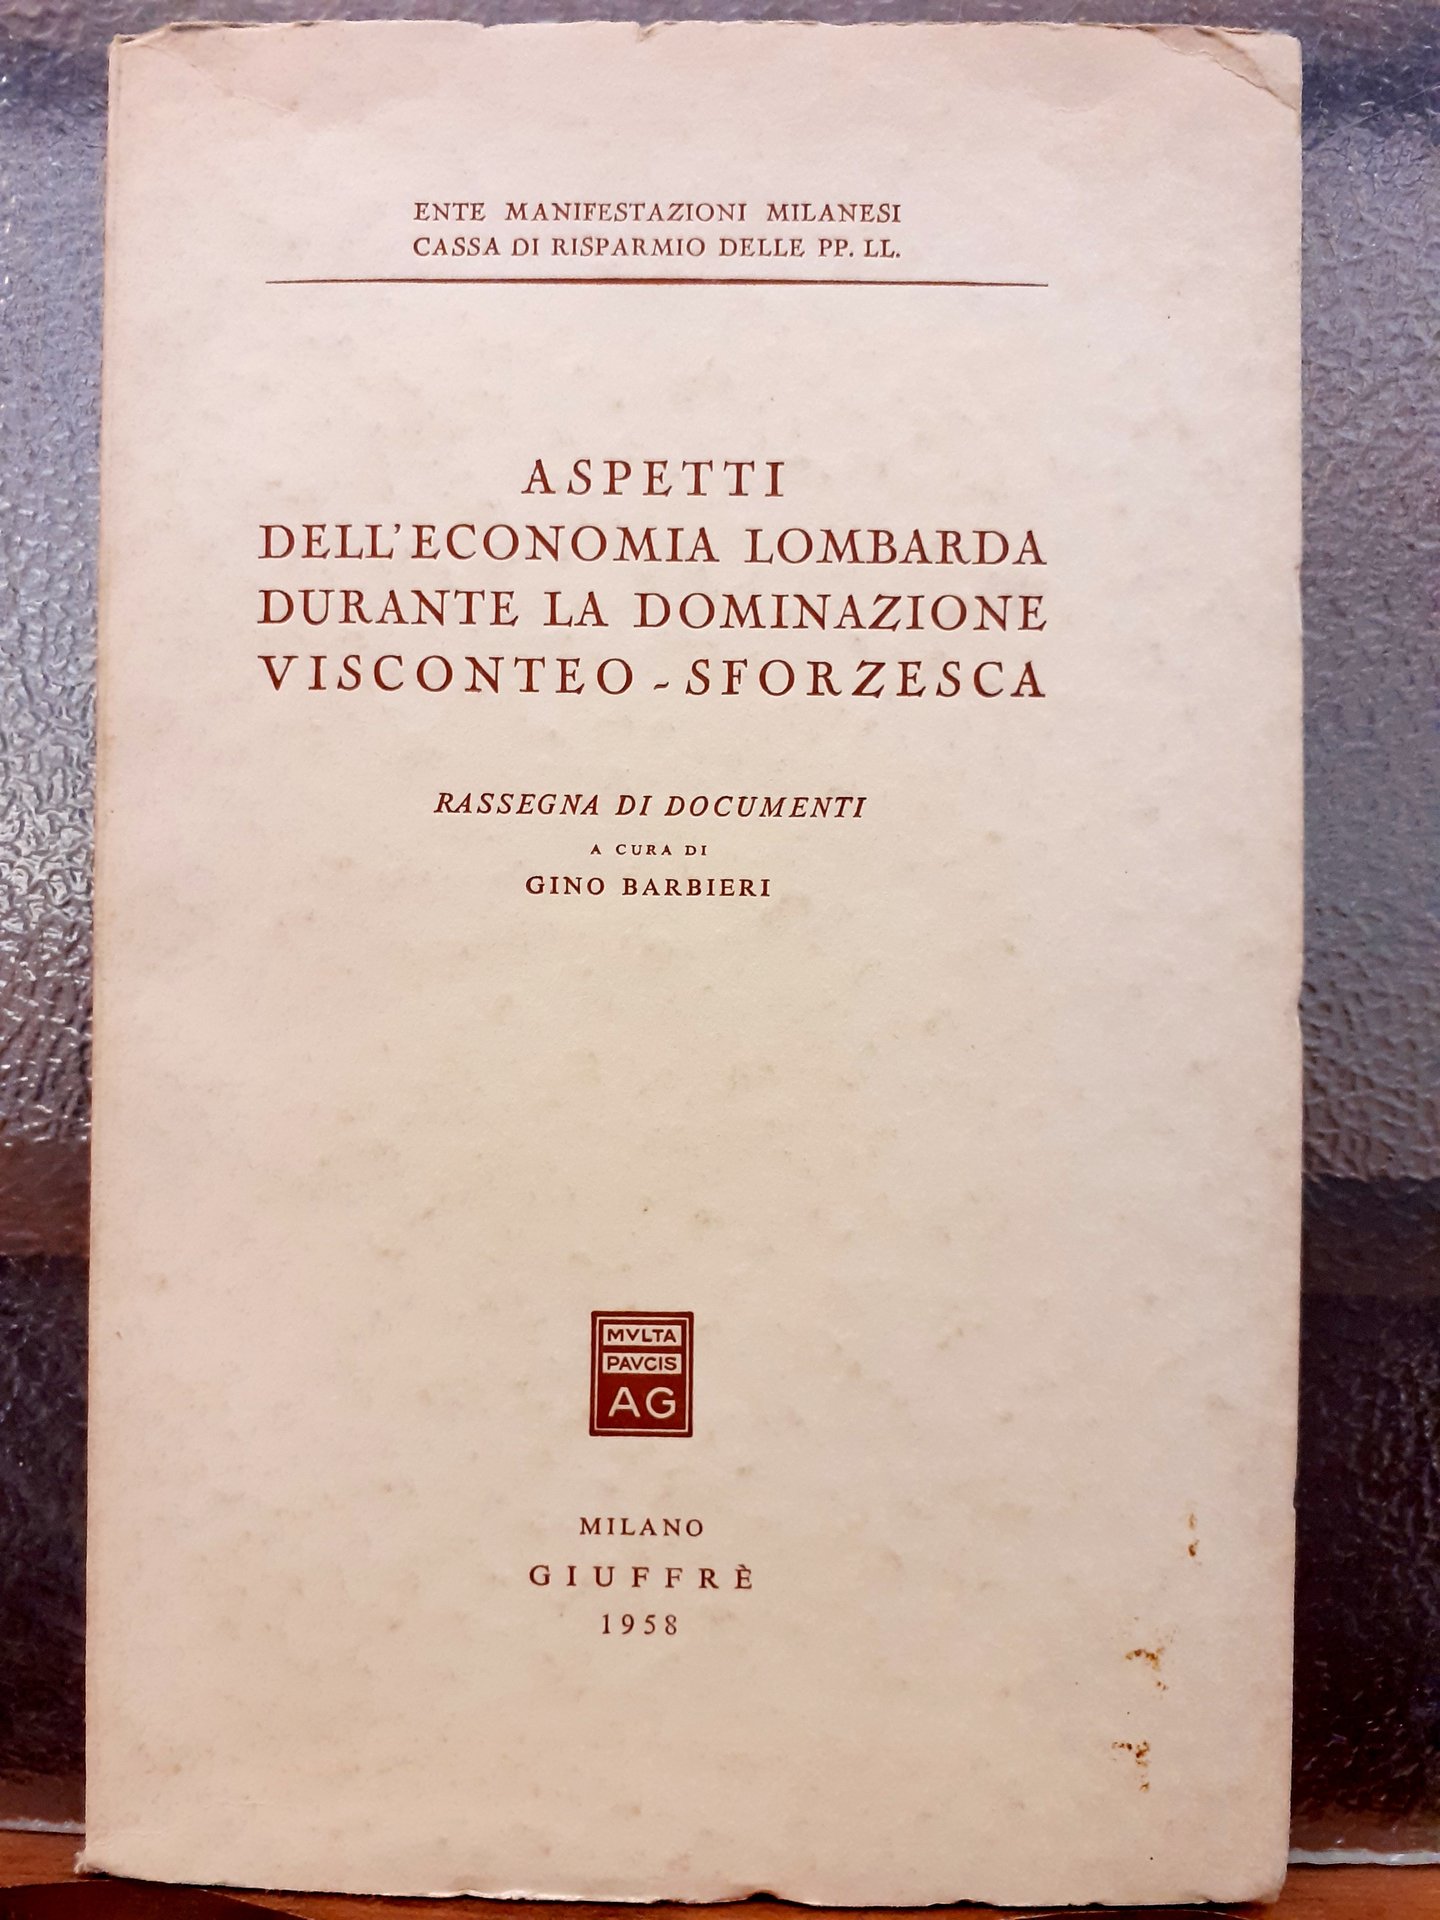 ENTE MANIFESTAZIONI MILANESI
CASSA DI RISPARMIO DELLE PP. LL.
ASPETTI
DELL'ECONOMIA LOMBARDA
DURANTE LA DOMINAZIONE
VISCONTEO - SFORZESCA
RASSEGNA DI DOCUMENTI
A CURA DI
GINO BARBIERI
MVLTA
PAVCIS
AG
MILANO
GIUFFRÈ
1958